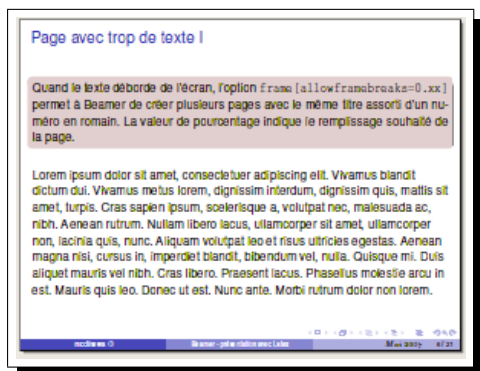 Page avec trop de texte I
Quand le texte déborde de l'écran, l'option frame[allowframebreaks=0.xx]
permet à Beamer de créer plusieurs pages avec le même titre assorti d'un nu-
méro en romain. La valeur de pourcentage indique le remplissage souhaité de
la page.
Lorem ipsum dolor sit amet, consectetuer adipiscing elit. Vivamus blandit
dictum dui. Vivamus metus lorem, dignissim interdum, dignissim quis, mattis sit
amet, turpis. Cras sapien ipsum, scelerisque a, volutpat nec, malesuada ac,
nibh. Aenean rutrum. Nullam libero lacus, ullamcorper sit amet, ullamcorper
non, lacinia quis, nunc. Aliquam volutpat leo et risus ultricies egestas. Aenean
magna nisi, cursus in, imperdiet blandit, bibendum vel, nulla. Quisque mi. Duis
aliquet mauris vel nibh. Cras libero. Praesent lacus. Phasellus molestie arcu in
est. Mauris quis leo. Donec ut est. Nunc ante. Morbi rutrum dolor non lorem.
Beamer - présentation avec Latex
Mai 2007 8/21